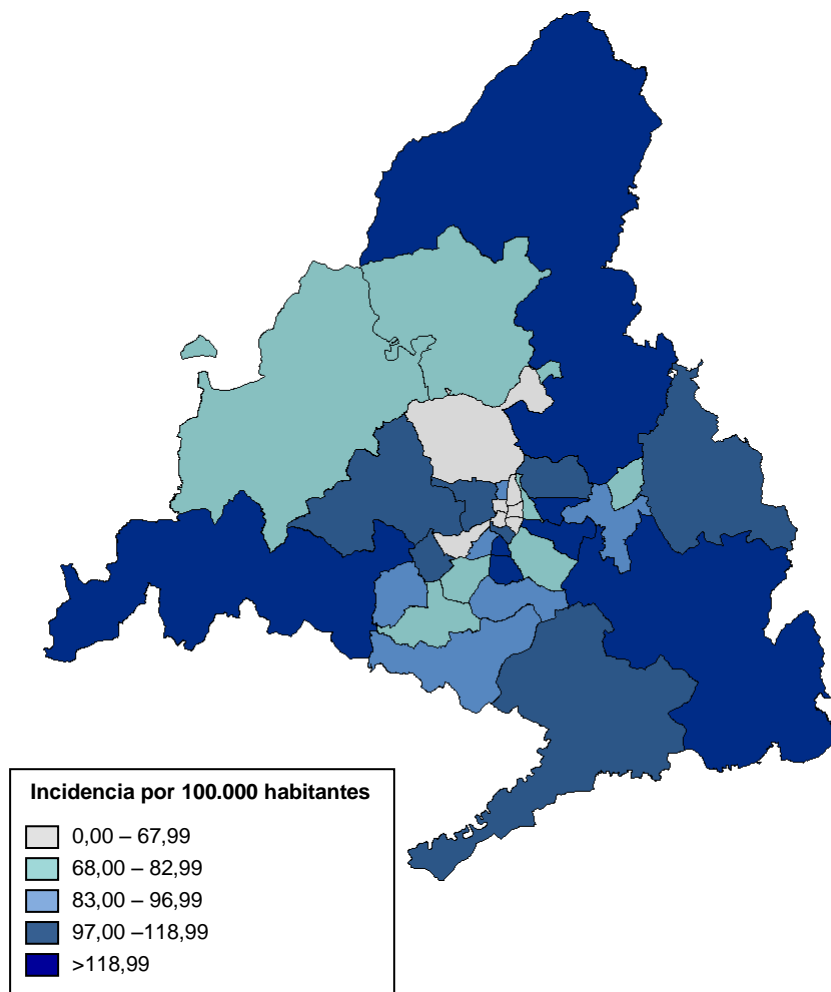 Incidencia por 100.000 habitantes
0,00 – 67,99
68,00 – 82,99
83,00 – 96,99
97,00 –118,99
>118,99